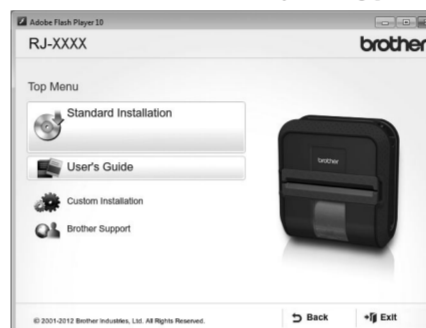 Adobe Flash Player 10
RJ-XXXX
brother
Top Menu
Standard Installation
User's Guide
brother
Custom Installation
Brother Support
© 2001-2012 Brother Industries, Ltd. All Rights Reserved.
Back
Exit